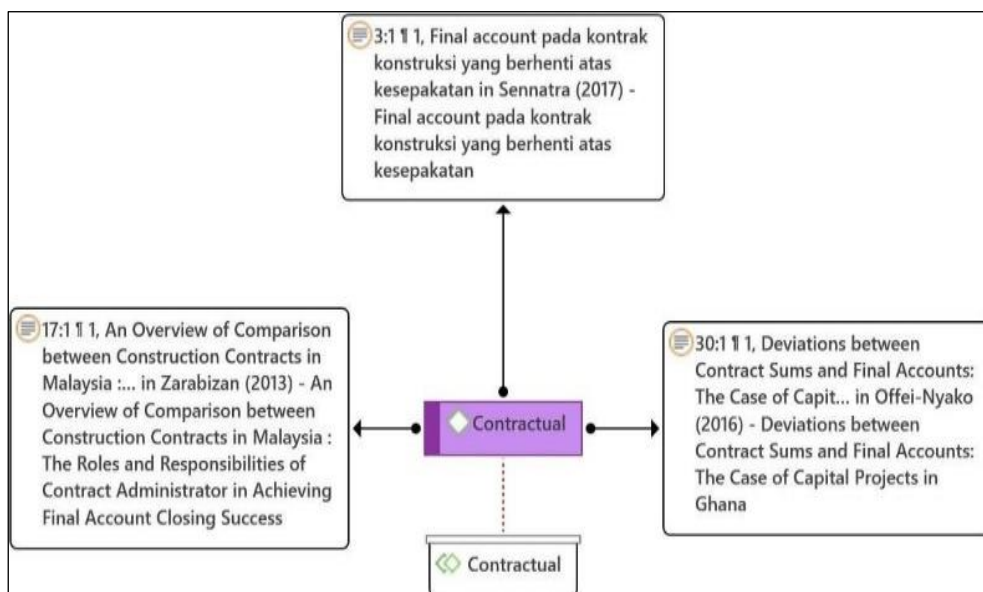 3:1 ¶ 1, Final account pada kontrak
konstruksi yang berhenti atas
kesepakatan in Sennatra (2017) -
Final account pada kontrak
konstruksi yang berhenti atas
kesepakatan
17:1 ¶ 1, An Overview of Comparison
between Construction Contracts in
Malaysia :... in Zarabizan (2013) - An
Overview of Comparison between
Construction Contracts in Malaysia :
The Roles and Responsibilities of
Contract Administrator in Achieving
Final Account Closing Success
Contractual
30:1 ¶ 1, Deviations between
Contract Sums and Final Accounts:
The Case of Capit... in Offei-Nyako
(2016) - Deviations between
Contract Sums and Final Accounts:
The Case of Capital Projects in
Ghana
Contractual